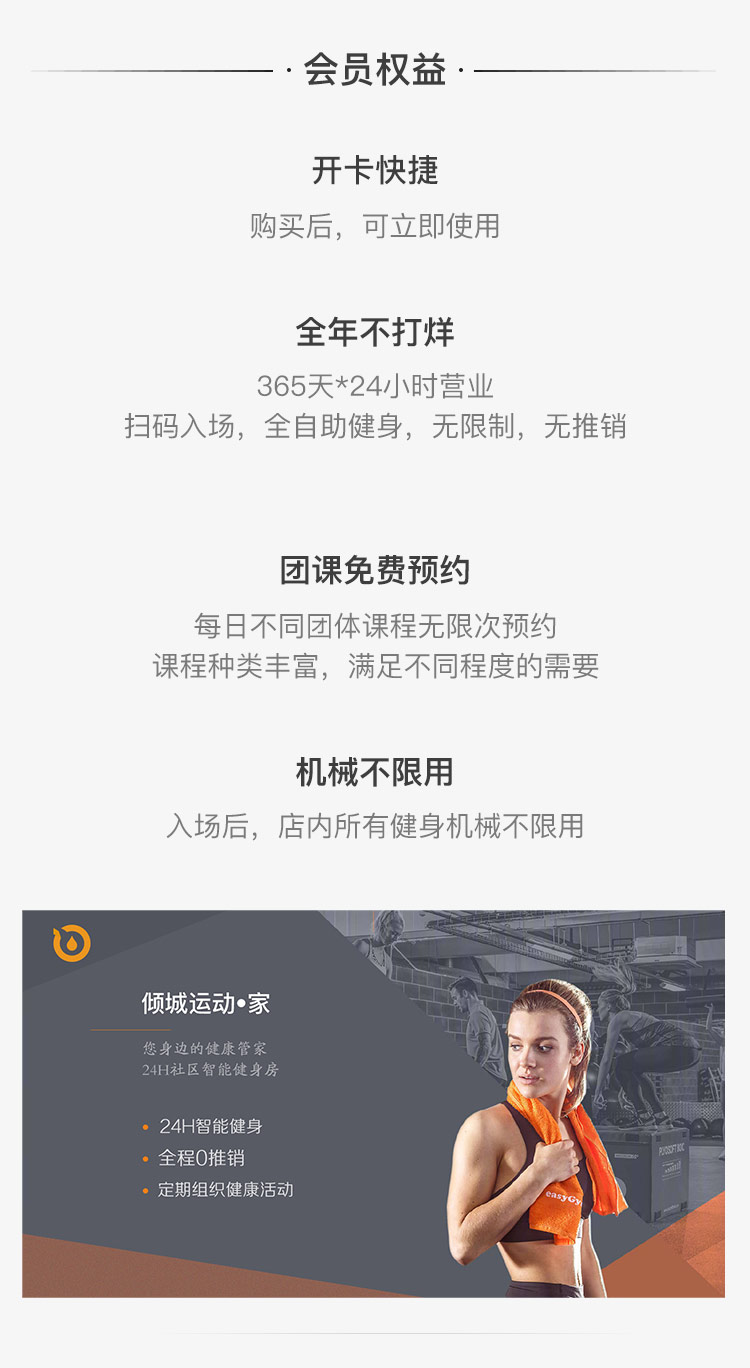 · 会员权益 ·
开卡快捷
购买后，可立即使用
全年不打烊
365天*24小时营业
扫码入场，全自助健身，无限制，无推销
团课免费预约
每日不同团体课程无限次预约
课程种类丰富，满足不同程度的需要
机械不限用
入场后，店内所有健身机械不限用
倾城运动•家
您身边的健康管家
24H社区智能健身房
• 24H智能健身
• 全程0推销
• 定期组织健康活动
easyGy